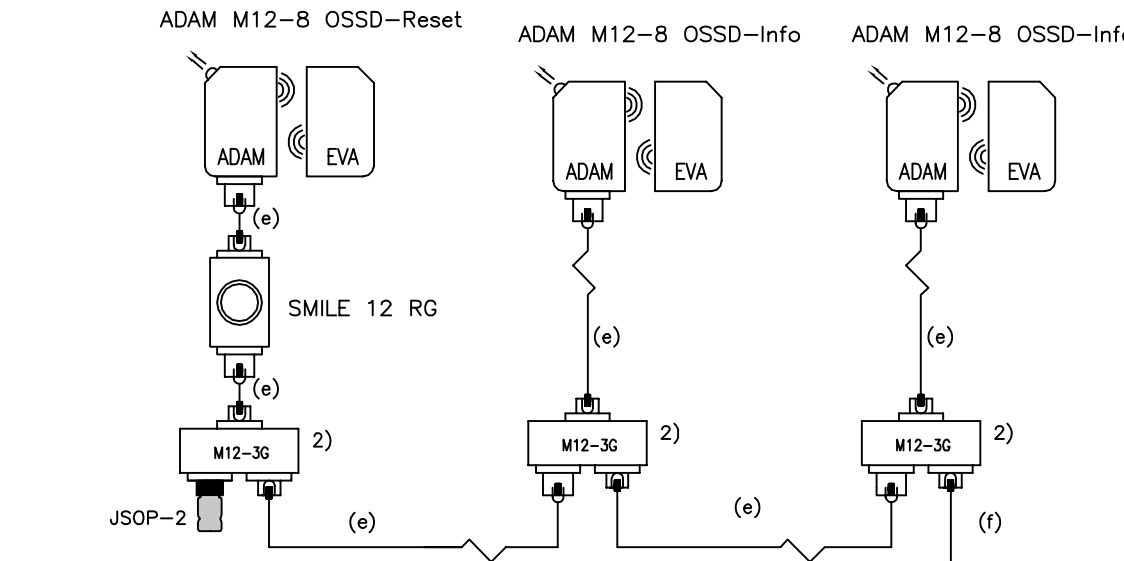 ADAM M12-8 OSSD-Reset
ADAM M12-8 OSSD-Info
ADAM M12-8 OSSD-Info
ADAM
EVA
ADAM
EVA
ADAM
EVA
(e)
SMILE 12 RG
(e)
(e)
(e)
M12-3G
2)
M12-3G
2)
M12-3G
2)
JSOP-2
(e)
(e)
(f)